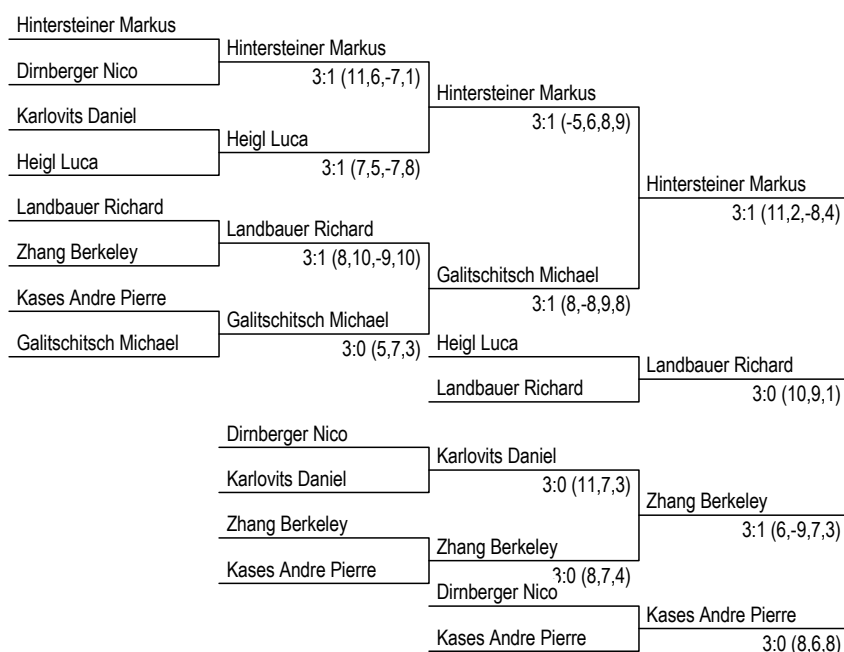 Hintersteiner Markus
Hintersteiner Markus
Dirnberger Nico
3:1 (11,6,-7,1)
Hintersteiner Markus
Karlovits Daniel
3:1 (-5,6,8,9)
Heigl Luca
Heigl Luca
3:1 (7,5,-7,8)
Hintersteiner Markus
Landbauer Richard
3:1 (11,2,-8,4)
Landbauer Richard
Zhang Berkeley
3:1 (8,10,-9,10)
Galitschitsch Michael
Kases Andre Pierre
3:1 (8,-8,9,8)
Galitschitsch Michael
Galitschitsch Michael
3:0 (5,7,3)
Heigl Luca
Landbauer Richard
Landbauer Richard
3:0 (10,9,1)
Dirnberger Nico
Karlovits Daniel
Karlovits Daniel
3:0 (11,7,3)
Zhang Berkeley
Zhang Berkeley
3:1 (6,-9,7,3)
Zhang Berkeley
Kases Andre Pierre
3:0 (8,7,4)
Dirnberger Nico
Kases Andre Pierre
Kases Andre Pierre
3:0 (8,6,8)